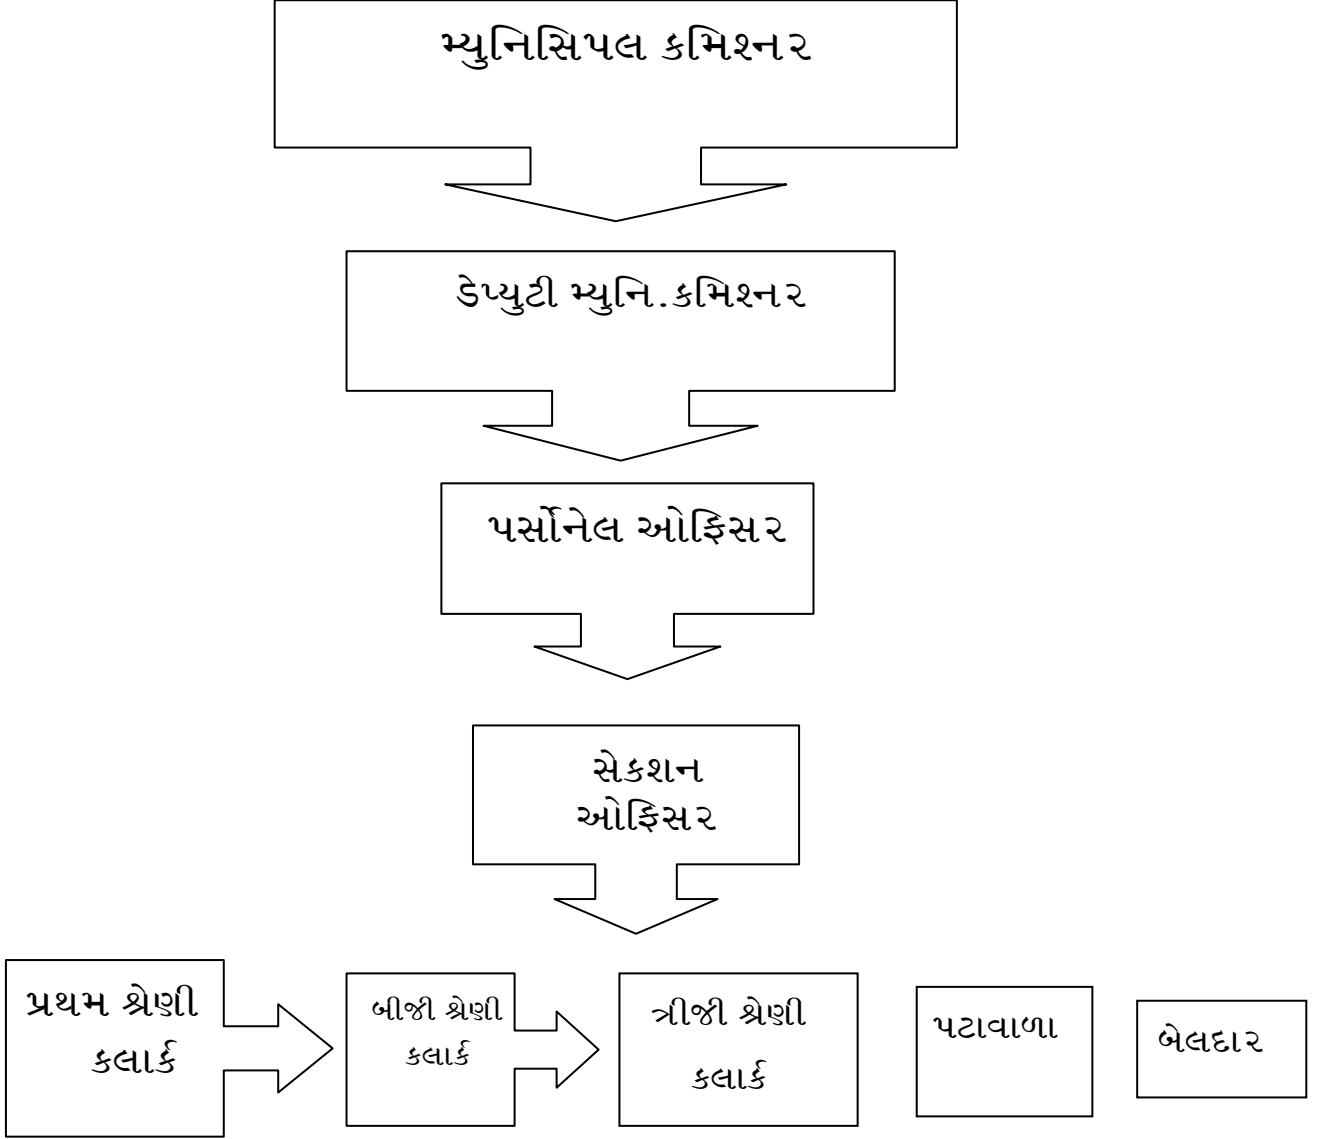 મ્યુનિસિપલ કમિશ્નર
ડેપ્યુટી મ્યુનિ.કમિશ્નર
પર્સોનેલ ઓફિસર
સેકશન
ઓફિસર
પ્રથમ શ્રેણી
કલાર્ક
બીજી શ્રેણી
કલાર્ક
ત્રીજી શ્રેણી
કલાર્ક
પટાવાળા
બેલદાર